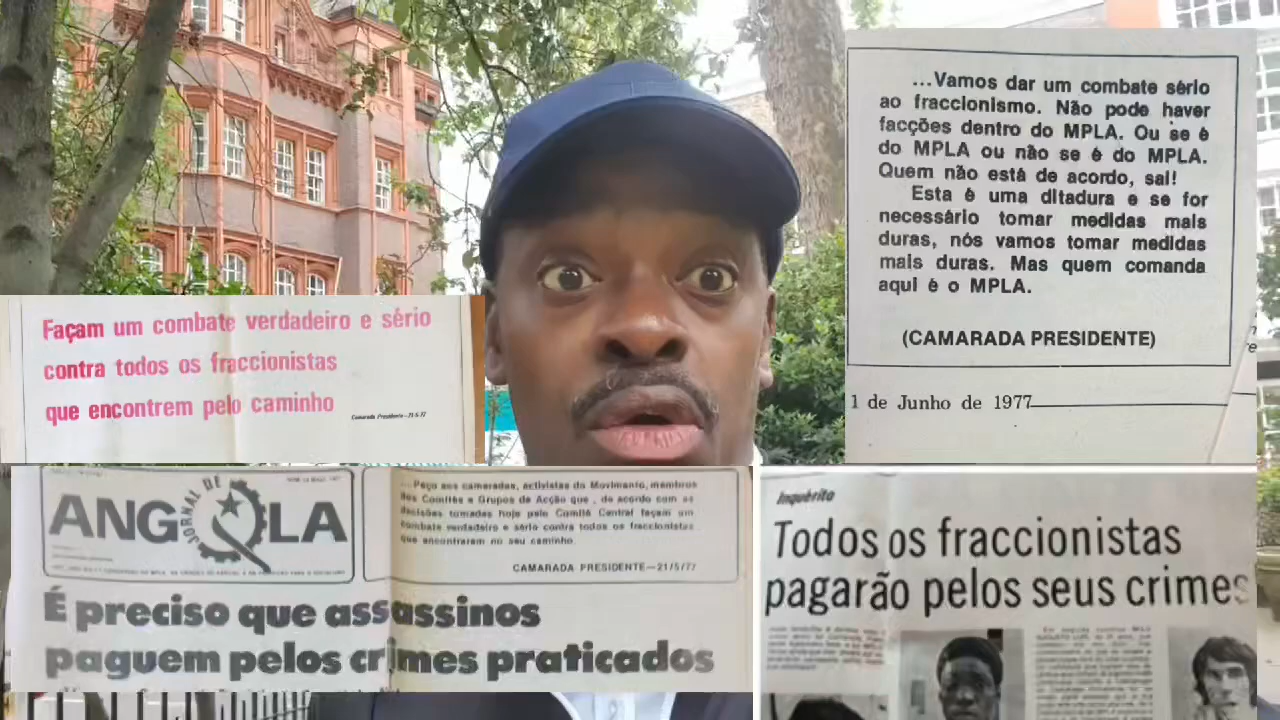 ...Vamos dar um combate sério
ao fraccionismo. Não pode haver
facções dentro do MPLA. Ou se é
do MPLA ou não se é do MPLA.
Quem não está de acordo, sai!
Esta é uma ditadura e se for
necessário tomar medidas mais
duras, nós vamos tomar medidas
mais duras. Mas quem comanda
aqui é o MPLA.
(CAMARADA PRESIDENTE)
1 de Junho de 1977
Façam um combate verdadeiro e sério
contra todos os fraccionistas
que encontrem pelo caminho
Camarada Presidente-21/5/77
JORNAL DE
ANGOLA
...Peço aos camaradas, activistas do Movimento, membros
dos Comités e Grupos de Acção que, de acordo com as
decisões tomadas hoje pelo Comité Central façam um
combate verdadeiro e sério contra todos os fraccionistas
que encontraram no seu caminho.
CAMARADA PRESIDENTE—21/5/77
É preciso que assassinos
paguem pelos crimes praticados
Inquérito
Todos os fraccionistas
pagarão pelos seus crimes